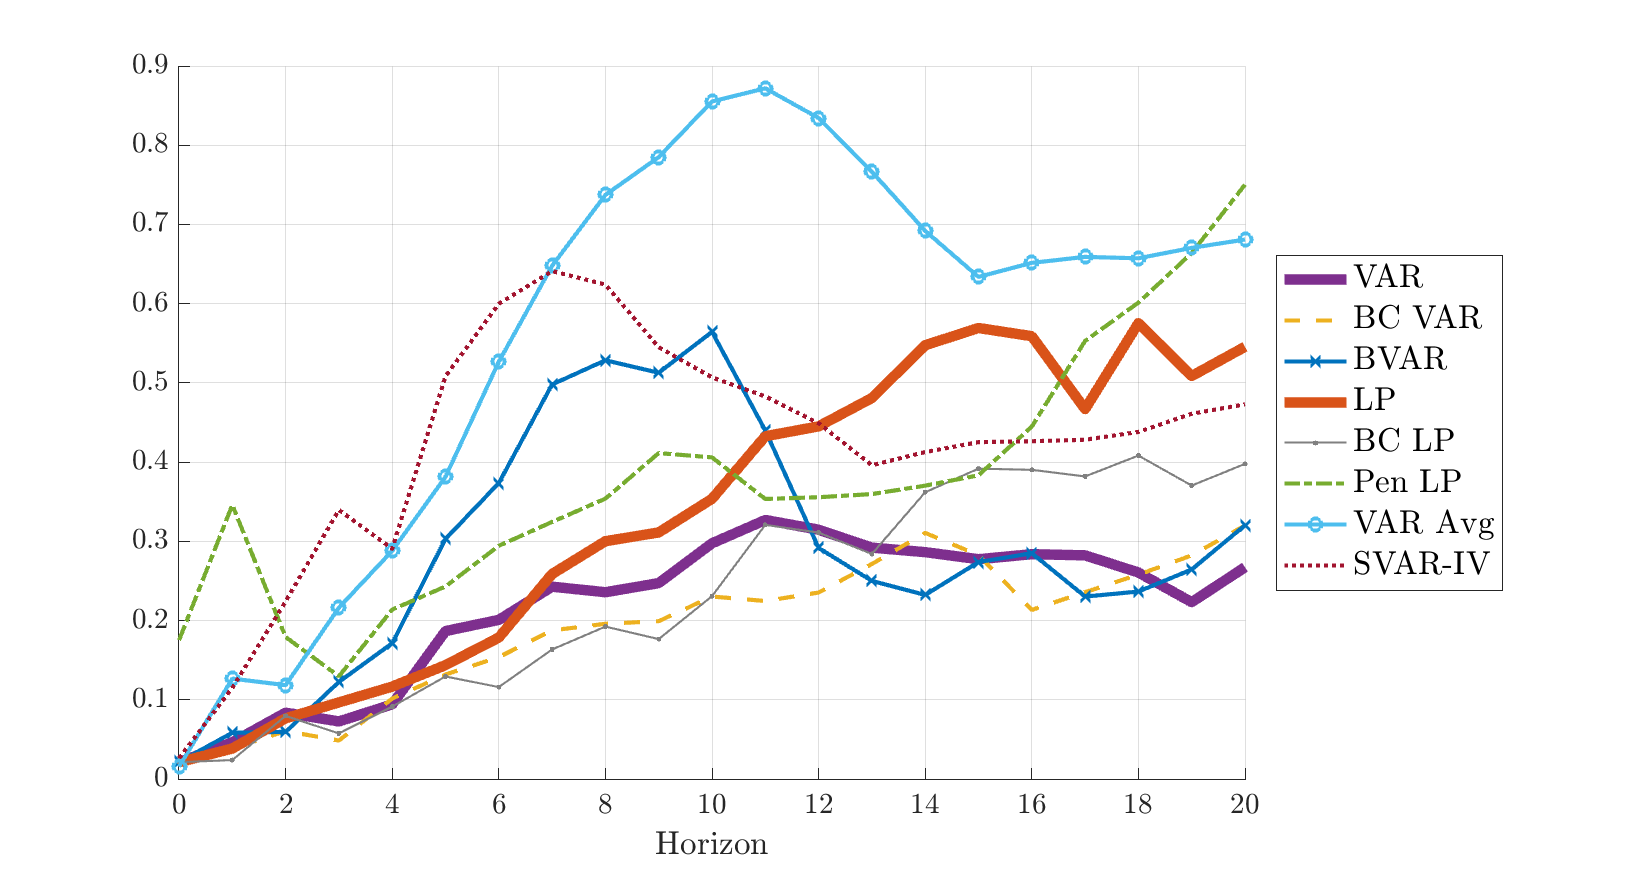 0.9
0.8
0.7
0.6
0.5
0.4
0.3
0.2
0.1
0
0 2 4 6 8 10 12 14 16 18 20
Horizon
VAR
BC VAR
BVAR
LP
BC LP
Pen LP
VAR Avg
SVAR-IV